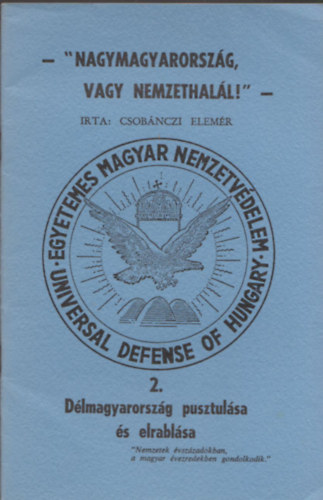 – "NAGYMAGYARORSZÁG,
VAGY NEMZETHALÁL!" –
IRTA: CSOBÁNCZI ELEMÉR
· EGYETEMES MAGYAR NEMZETVÉDELEM ·
UNIVERSAL DEFENSE OF HUNGARY
2.
Délmagyarország pusztulása
és elrablása
"Nemzetek évszázadokban,
a magyar évezredekben gondolkodik."